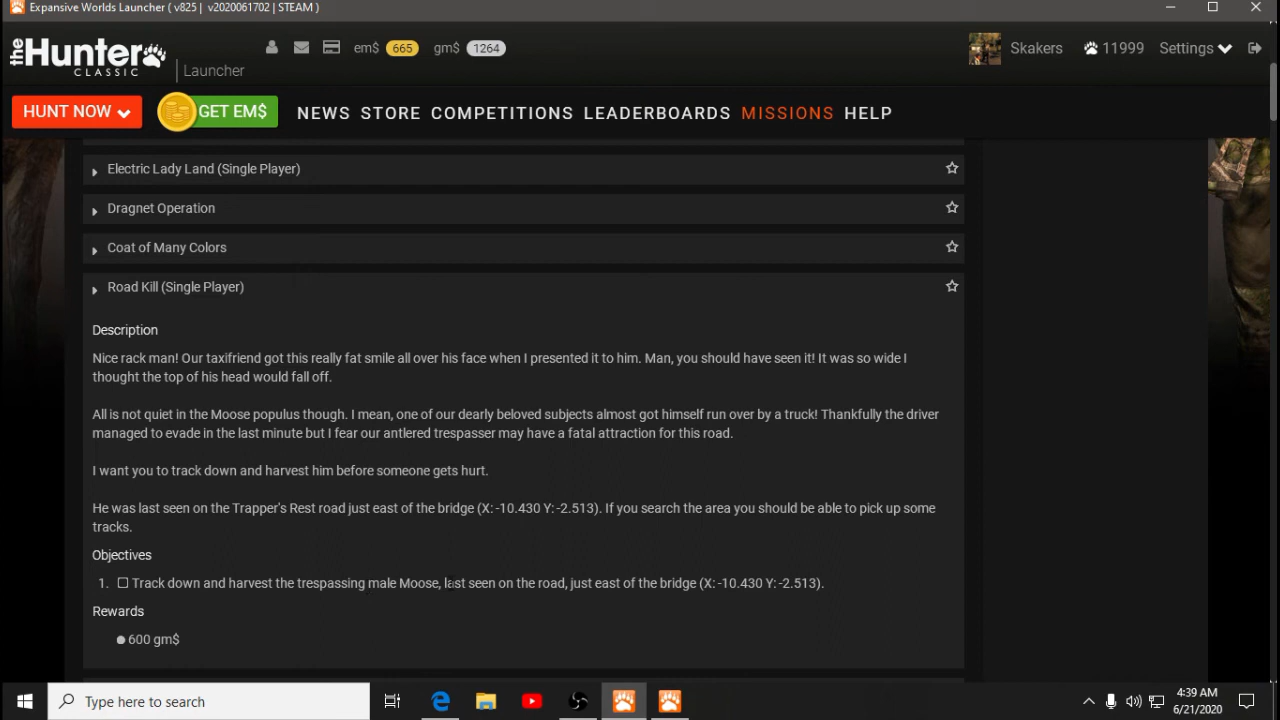 Expansive Worlds Launcher ( v825 | v2020061702 | STEAM )
theHunter
CLASSIC
Launcher
em$ 665 gm$ 1264
Skakers 11999 Settings
HUNT NOW GET EM$ NEWS STORE COMPETITIONS LEADERBOARDS MISSIONS HELP
Electric Lady Land (Single Player)
Dragnet Operation
Coat of Many Colors
Road Kill (Single Player)
Description
Nice rack man! Our taxifriend got this really fat smile all over his face when I presented it to him. Man, you should have seen it! It was so wide I
thought the top of his head would fall off.
All is not quiet in the Moose populus though. I mean, one of our dearly beloved subjects almost got himself run over by a truck! Thankfully the driver
managed to evade in the last minute but I fear our antlered trespasser may have a fatal attraction for this road.
I want you to track down and harvest him before someone gets hurt.
He was last seen on the Trapper's Rest road just east of the bridge (X: -10.430 Y: -2.513). If you search the area you should be able to pick up some
tracks.
Objectives
1. Track down and harvest the trespassing male Moose, last seen on the road, just east of the bridge (X: -10.430 Y: -2.513).
Rewards
600 gm$
Type here to search
4:39 AM
6/21/2020